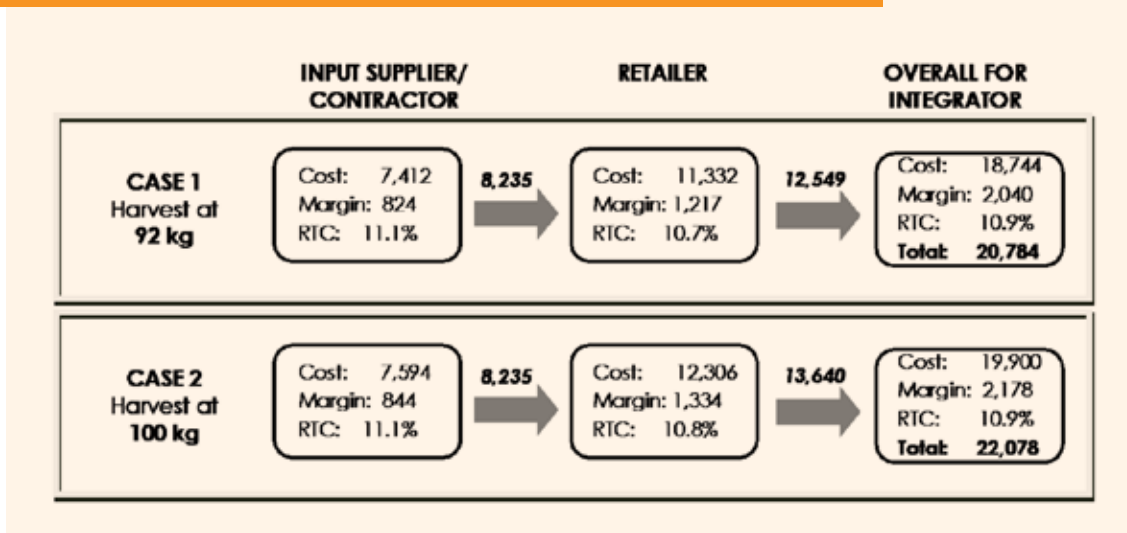 INPUT SUPPLIER/
CONTRACTOR
RETAILER
OVERALL FOR
INTEGRATOR
CASE 1
Harvest at
92 kg
Cost: 7,412
Margin: 824
RTC: 11.1%
8,235
Cost: 11,332
Margin: 1,217
RTC: 10.7%
12,549
Cost: 18,744
Margin: 2,040
RTC: 10.9%
Total: 20,784
CASE 2
Harvest at
100 kg
Cost: 7,594
Margin: 844
RTC: 11.1%
8,235
Cost: 12,306
Margin: 1,334
RTC: 10.8%
13,640
Cost: 19,900
Margin: 2,178
RTC: 10.9%
Total: 22,078